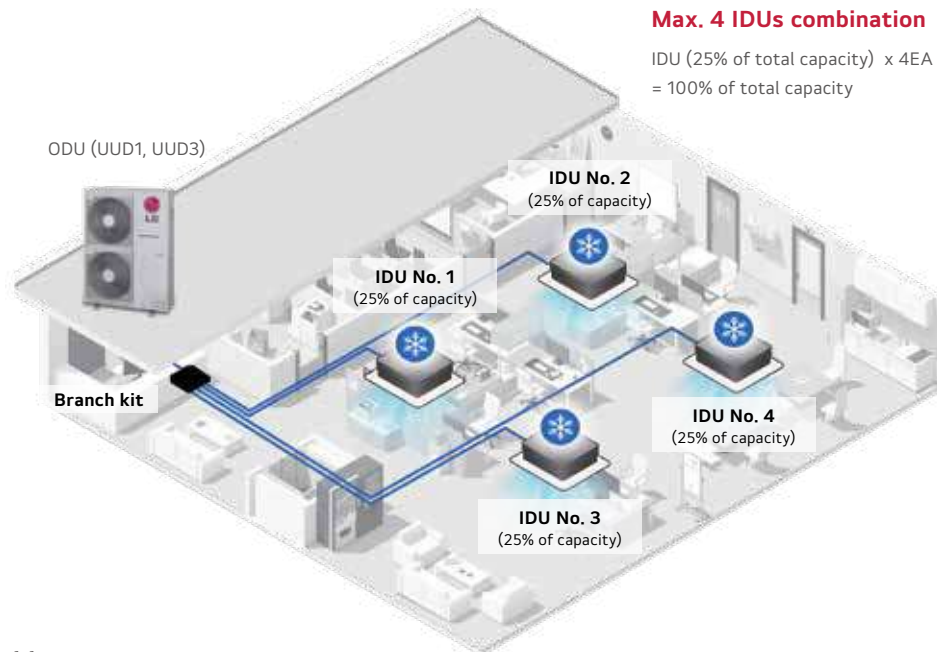 Max. 4 IDUs combination
IDU (25% of total capacity) x 4EA
= 100% of total capacity
ODU (UUD1, UUD3)
LG
IDU No. 2
(25% of capacity)
IDU No. 1
(25% of capacity)
Branch kit
IDU No. 4
(25% of capacity)
IDU No. 3
(25% of capacity)